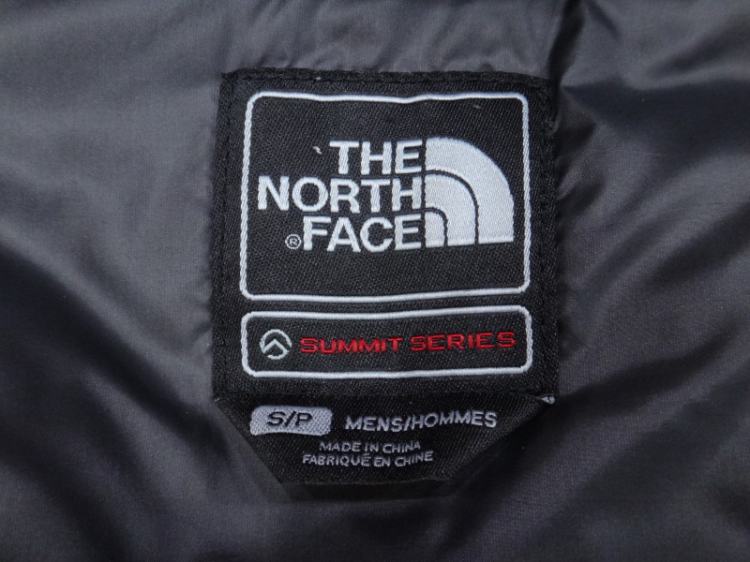 THE
NORTH
® FACE
SUMMIT SERIES
S/P MENS/HOMMES
MADE IN CHINA
FABRIQUÉ EN CHINE